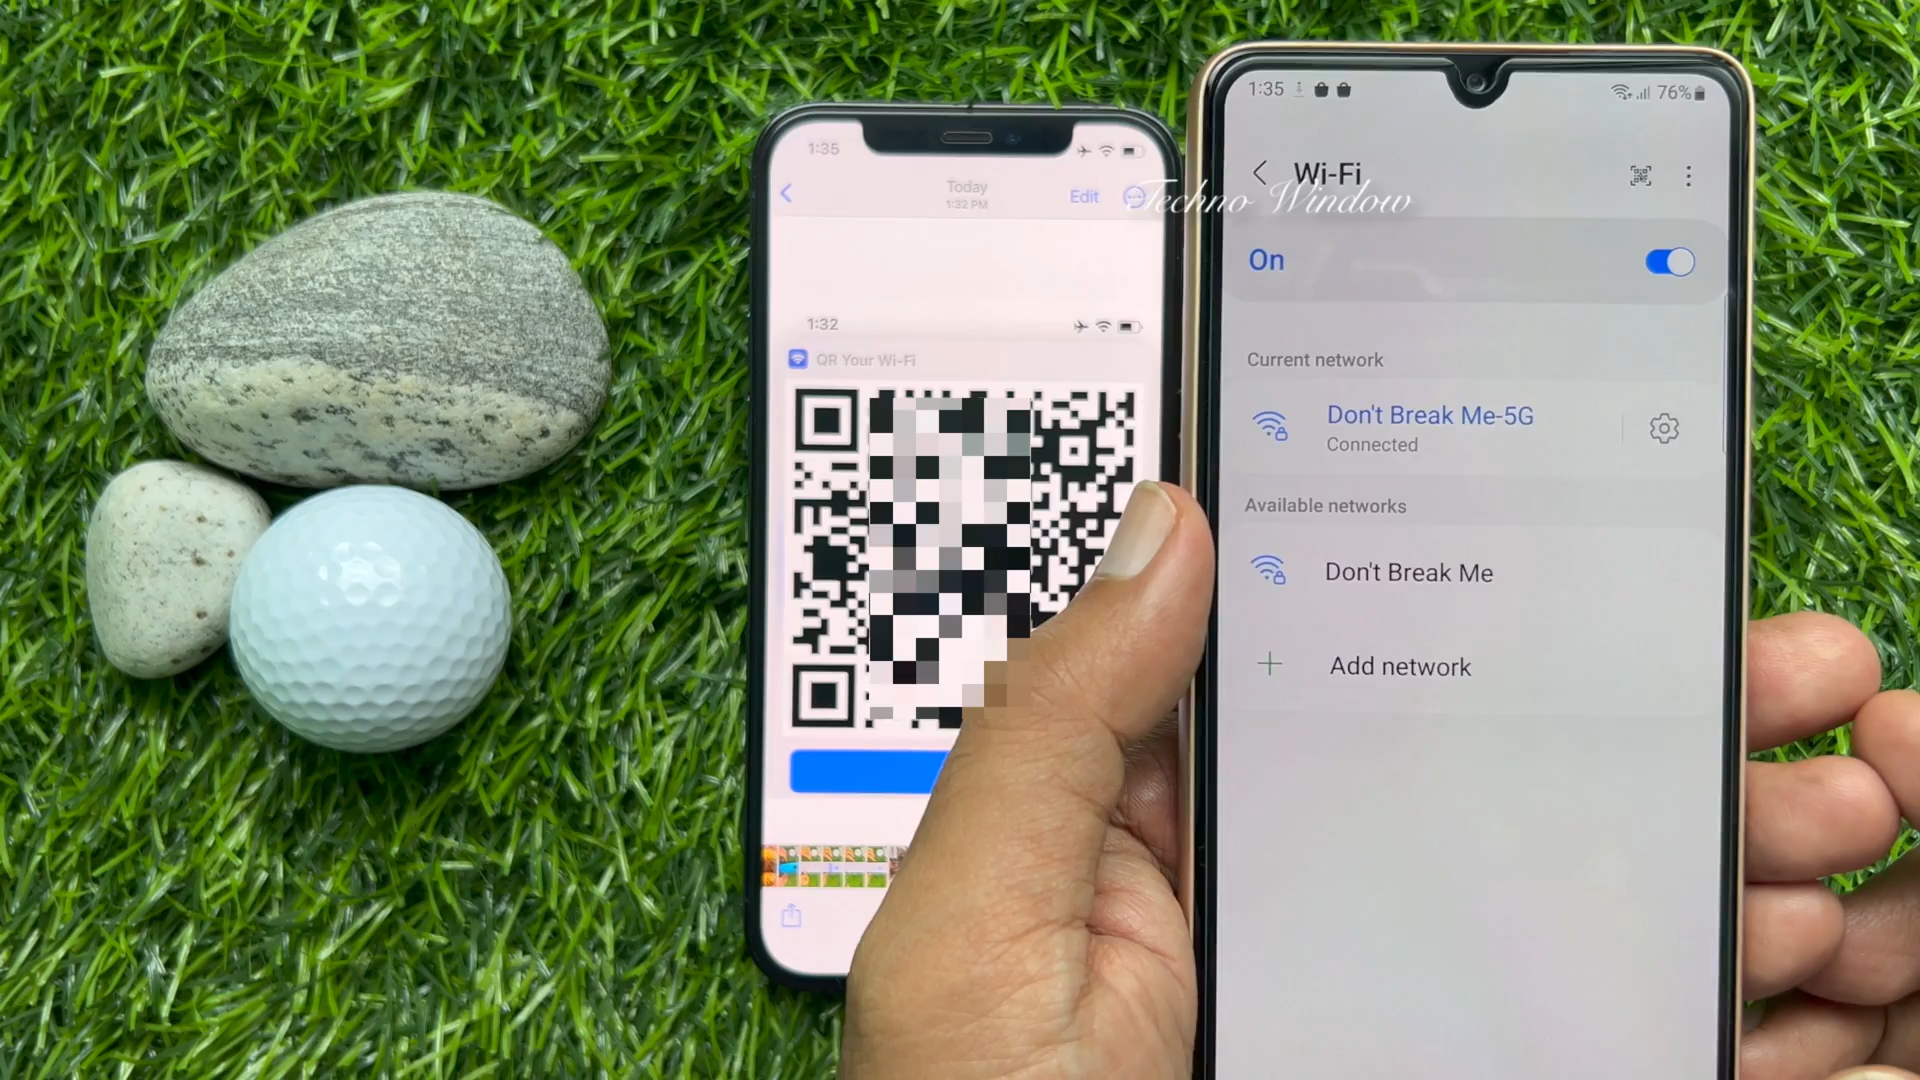 1:35
Today
1:32 PM
Edit
1:32
QR Your Wi-Fi
1:35
76%
Wi-Fi
Techno Window
On
Current network
Don't Break Me-5G
Connected
Available networks
Don't Break Me
Add network